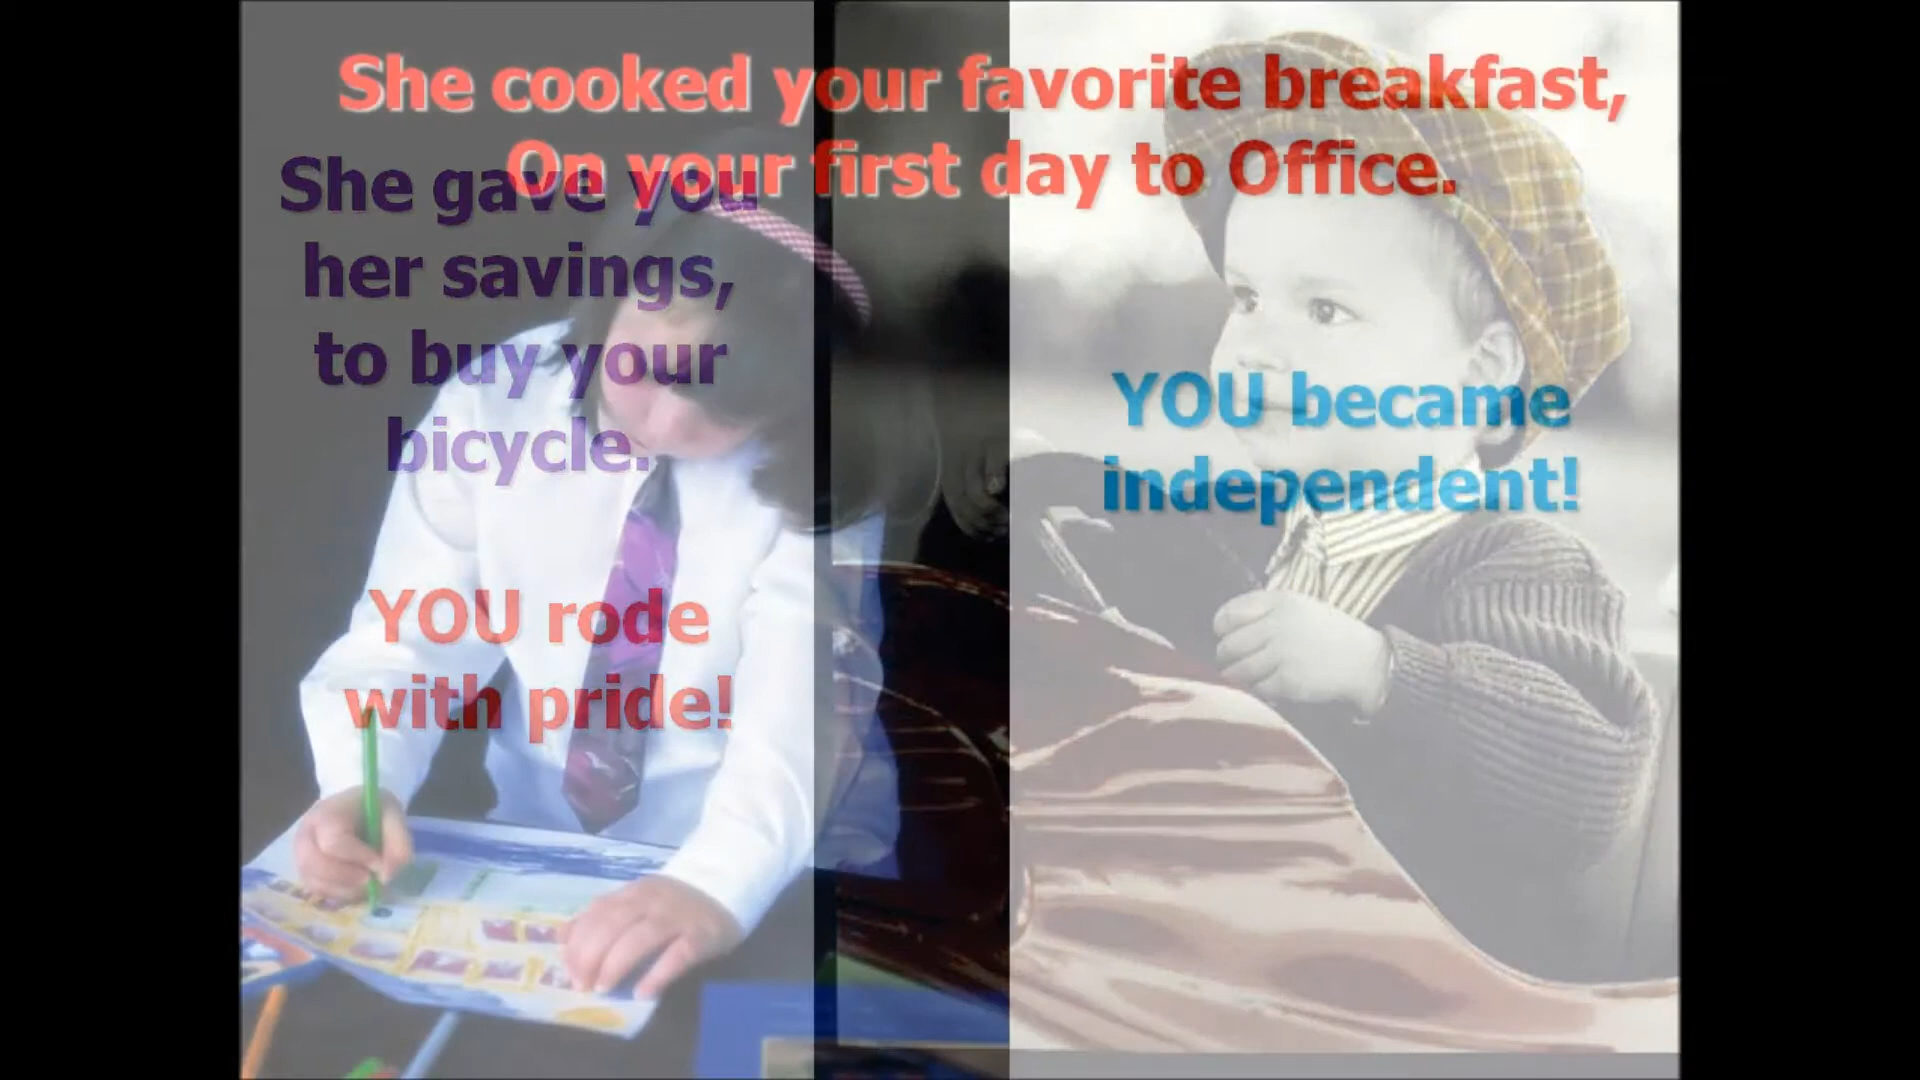 She cooked your favorite breakfast,
On your first day to Office.
She gave you
her savings,
to buy your
bicycle.
YOU became
independent!
YOU rode
with pride!